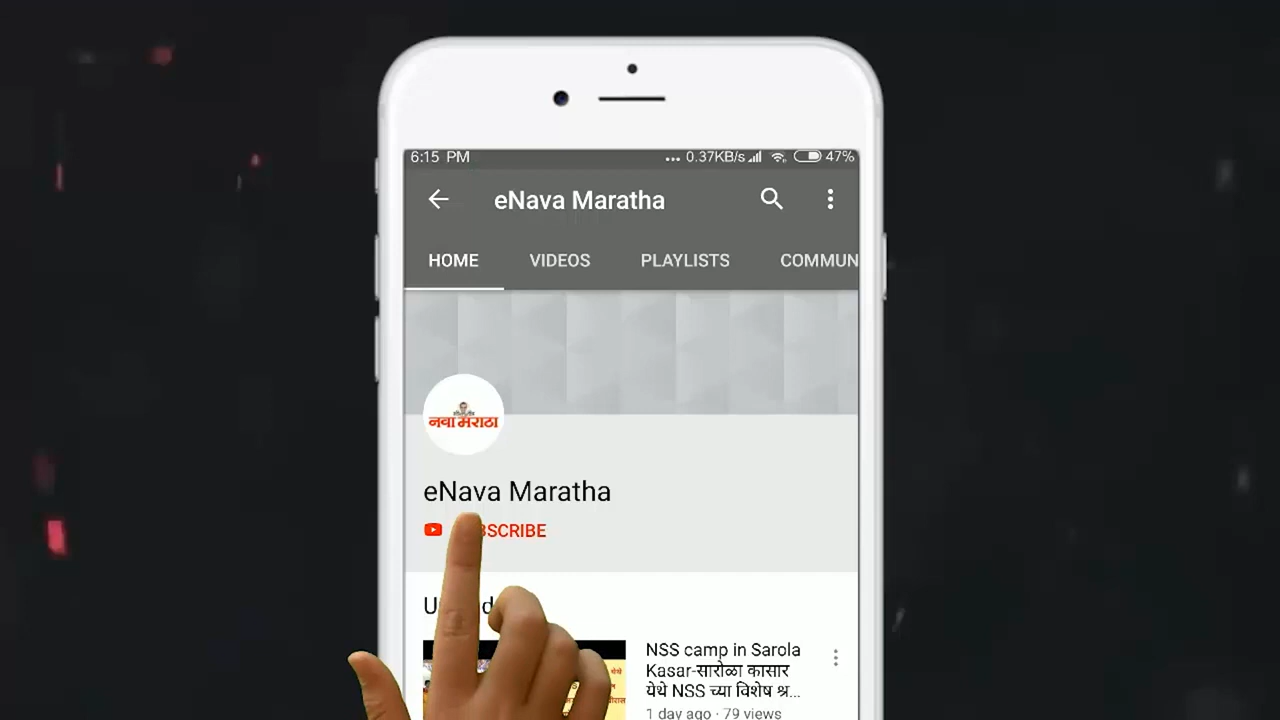 6:15 PM
... 0.37KB/s 47%
eNava Maratha
HOME VIDEOS PLAYLISTS COMMUN
नवा मराठा
eNava Maratha
BSCRIBE
NSS camp in Sarola
Kasar-सारोळा कासार
येथे NSS च्या विशेष श्र...
1 day ago · 79 views